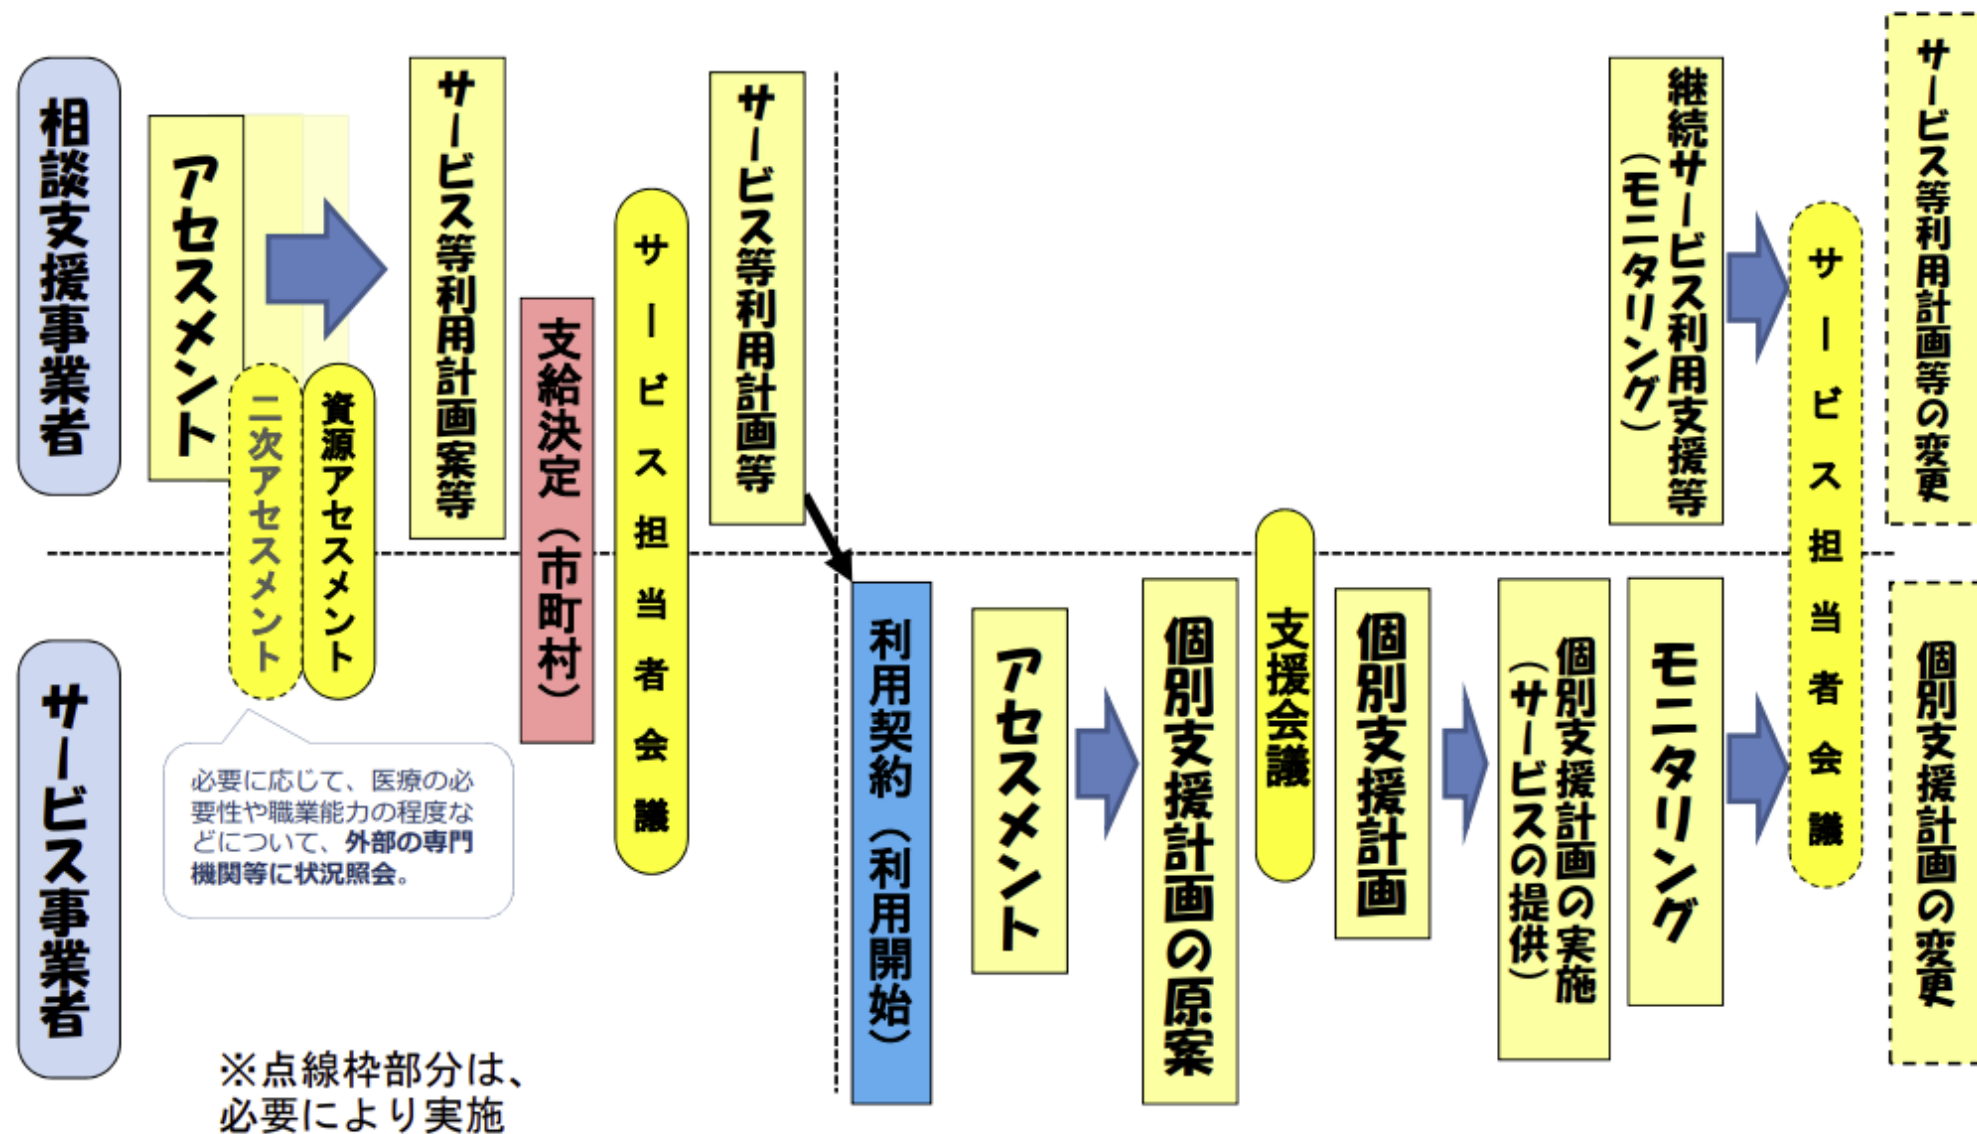 相談支援事業者
アセスメント
二次アセスメント
資源アセスメント
サービス等利用計画案等
支給決定（市町村）
サービス担当者会議
サービス等利用計画等
継続サービス利用支援等
（モニタリング）
サービス担当者会議
サービス等利用計画等の変更
サービス事業者
必要に応じて、医療の必
要性や職業能力の程度な
どについて、外部の専門
機関等に状況照会。
利用契約（利用開始）
アセスメント
個別支援計画の原案
支援会議
個別支援計画
個別支援計画の実施
（サービスの提供）
モニタリング
個別支援計画の変更
※点線枠部分は、
必要により実施